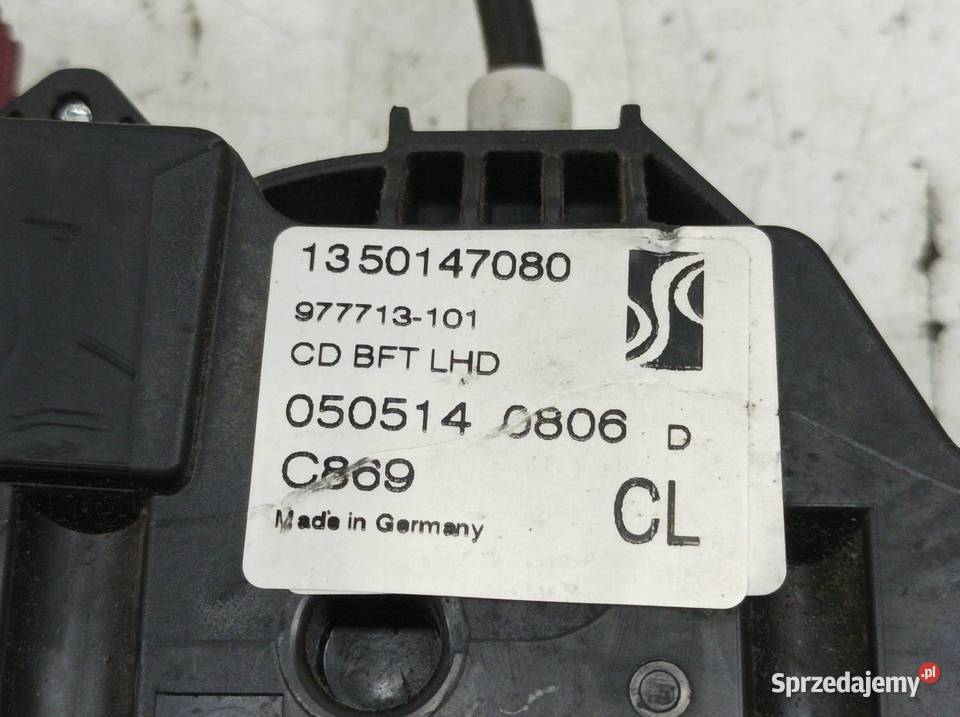 1350147080
977713-101
CD BFT LHD
050514 0806 D
C869
CL
Made in Germany
Sprzedajemy.pl